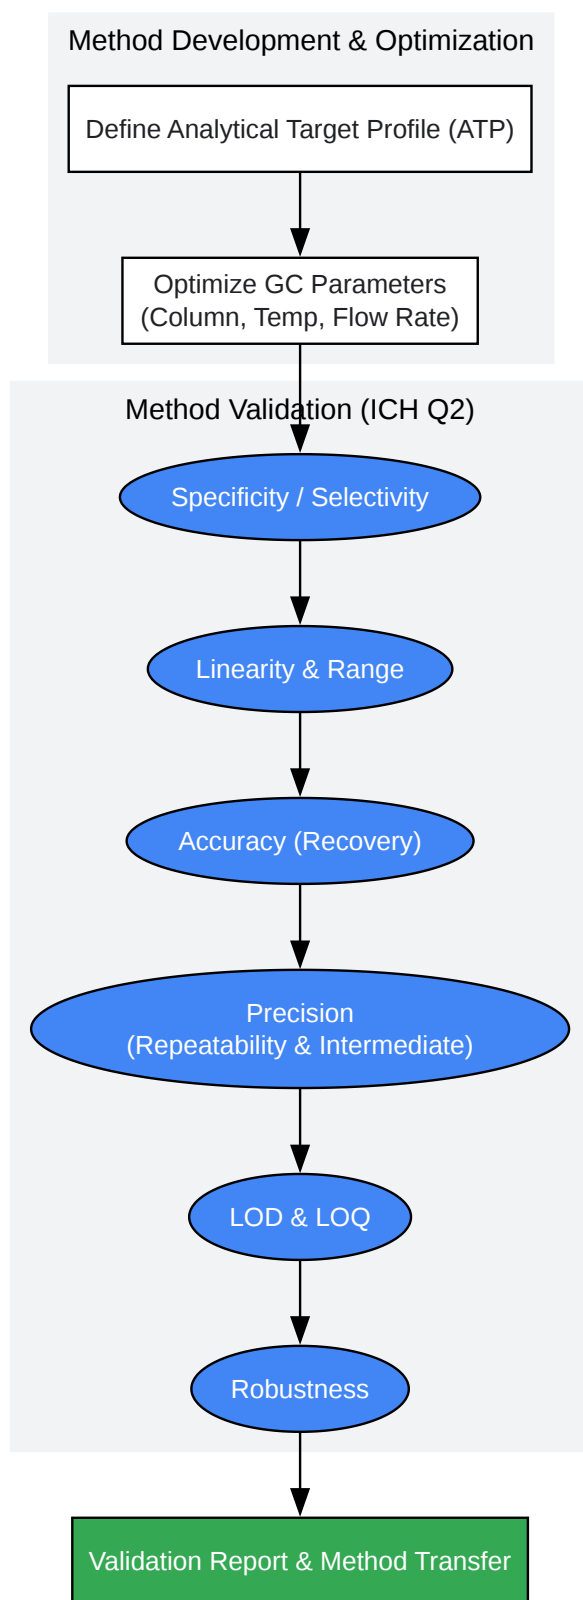 Method Development & Optimization
Define Analytical Target Profile (ATP)
Optimize GC Parameters
(Column, Temp, Flow Rate)
Method Validation (ICH Q2)
Specificity / Selectivity
Linearity & Range
Accuracy (Recovery)
Precision
(Repeatability & Intermediate)
LOD & LOQ
Robustness
Validation Report & Method Transfer